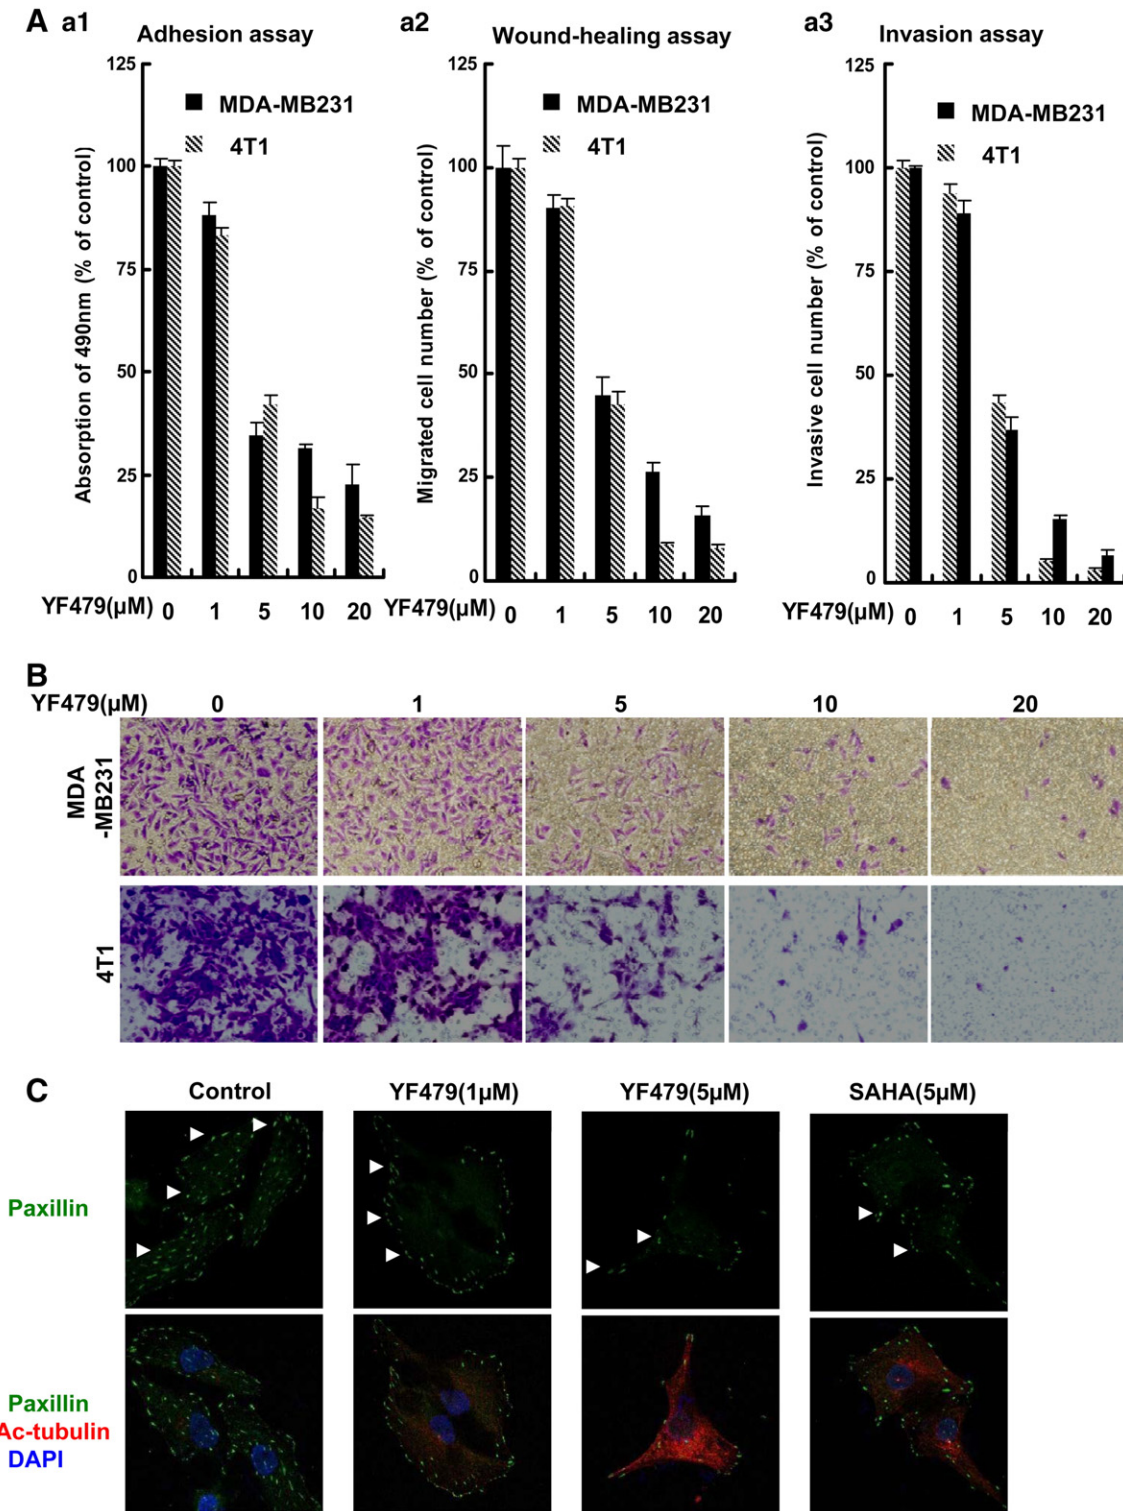 A a1 a2 a3
Adhesion assay Wound-healing assay Invasion assay
125
100
75
50
25
0
Absorption of 490nm (% of control)
MDA-MB231
4T1
YF479(µM) 0 1 5 10 20
125
100
75
50
25
0
Migrated cell number (% of control)
MDA-MB231
4T1
YF479(µM) 0 1 5 10 20
125
100
75
50
25
0
Invasive cell number (% of control)
MDA-MB231
4T1
YF479(µM) 0 1 5 10 20
B
YF479(µM) 0 1 5 10 20
MDA
-MB231
4T1
C
Control YF479(1µM) YF479(5µM) SAHA(5µM)
Paxillin
Paxillin
Ac-tubulin
DAPI